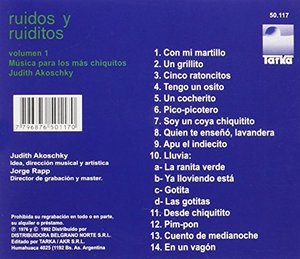 ruidos y
ruiditos
volumen 1
Música para los más chiquitos
Judith Akoschky
50.117
TARKA
7 796876 501170
1. Con mi martillo
2. Un grillito
3. Cinco ratoncitos
4. Tengo un osito
5. Un cocherito
6. Pico-picotero
7. Soy un coya chiquitito
8. Quien te enseñó, lavandera
9. Apu el indiecito
10. Lluvia:
a- La ranita verde
b- Ya lloviendo está
c- Gotita
d- Las gotitas
11. Desde chiquitito
12. Pim-pon
13. Cuento de medianoche
14. En un vagón
Judith Akoschky
Idea, dirección musical y artística
Jorge Rapp
Director de grabación y master.
Prohibida su regrabación en todo o en parte,
su alquiler o préstamo.
℗ 1976 y © 1992 Distribuido por
DISTRIBUIDORA BELGRANO NORTE S.R.L.
Editado por TARKA / AKR S.R.L.
Humahuaca 4025 (1192) Bs. As. Argentina